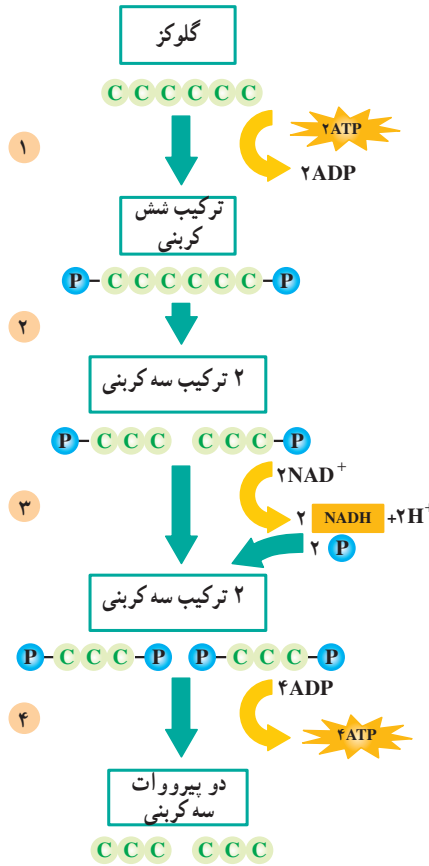 گلوکز
C C C C C C
۱
۲ATP
۲ADP
ترکیب شش
کربنی
P C C C C C C P
۲
۲ ترکیب سه کربنی
P C C C C C C P
۲NAD+
۳
۲ NADH +۲H+
۲ P
۲ ترکیب سه کربنی
P C C C P P C C C P
۴ADP
۴
۴ATP
دو پیرووات
سه کربنی
C C C C C C